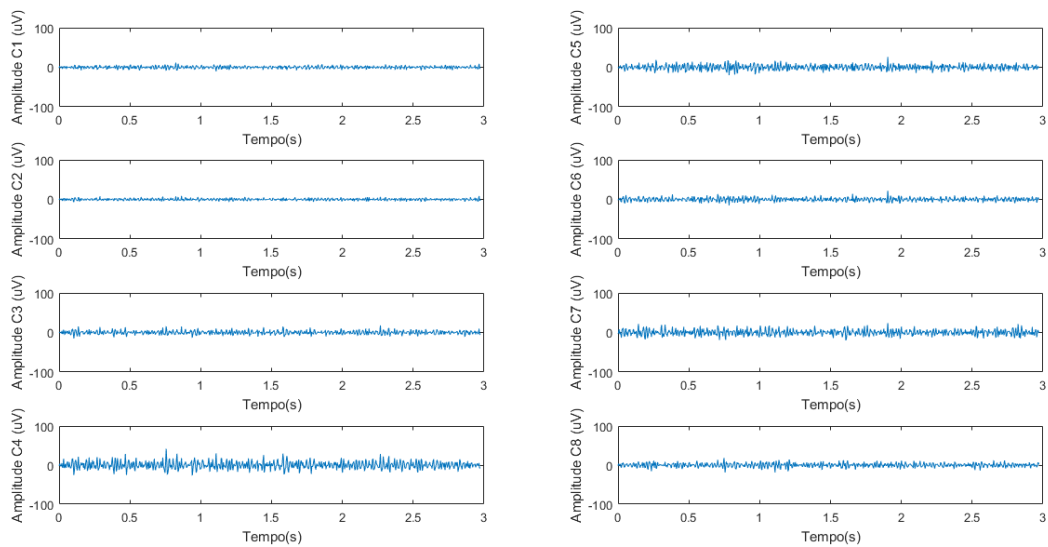 Amplitude C1 (uV)
100
0
-100
0 0.5 1 1.5 2 2.5 3
Tempo(s)
Amplitude C2 (uV)
100
0
-100
0 0.5 1 1.5 2 2.5 3
Tempo(s)
Amplitude C3 (uV)
100
0
-100
0 0.5 1 1.5 2 2.5 3
Tempo(s)
Amplitude C4 (uV)
100
0
-100
0 0.5 1 1.5 2 2.5 3
Tempo(s)
Amplitude C5 (uV)
100
0
-100
0 0.5 1 1.5 2 2.5 3
Tempo(s)
Amplitude C6 (uV)
100
0
-100
0 0.5 1 1.5 2 2.5 3
Tempo(s)
Amplitude C7 (uV)
100
0
-100
0 0.5 1 1.5 2 2.5 3
Tempo(s)
Amplitude C8 (uV)
100
0
-100
0 0.5 1 1.5 2 2.5 3
Tempo(s)